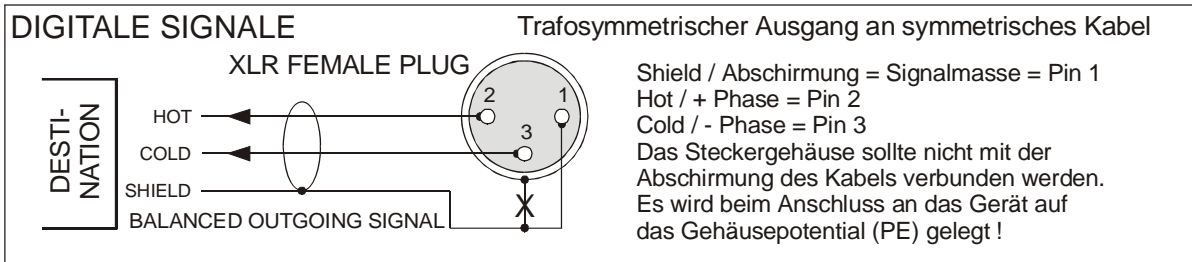 DIGITALE SIGNALE
Trafosymmetrischer Ausgang an symmetrisches Kabel
XLR FEMALE PLUG
DESTI-
NATION
HOT
COLD
SHIELD
BALANCED OUTGOING SIGNAL
2
1
3
X
Shield / Abschirmung = Signalmasse = Pin 1
Hot / + Phase = Pin 2
Cold / - Phase = Pin 3
Das Steckergehäuse sollte nicht mit der
Abschirmung des Kabels verbunden werden.
Es wird beim Anschluss an das Gerät auf
das Gehäusepotential (PE) gelegt !